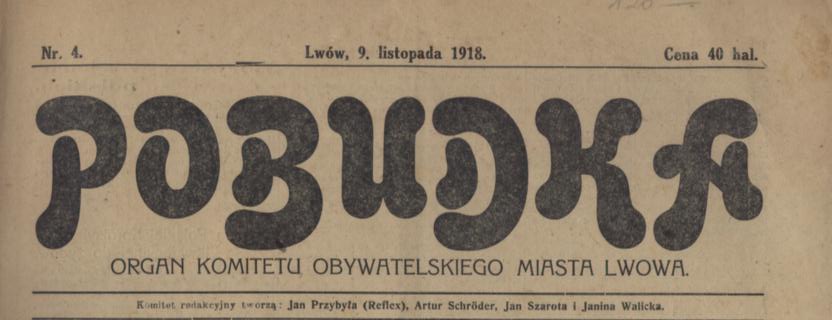 Nr. 4. Lwów, 9. listopada 1918. Cena 40 hal.
POBUDKA
ORGAN KOMITETU OBYWATELSKIEGO MIASTA LWOWA.
Komitet redakcyjny tworzą: Jan Przybyła (Reflex), Artur Schröder, Jan Szarota i Janina Walicka.